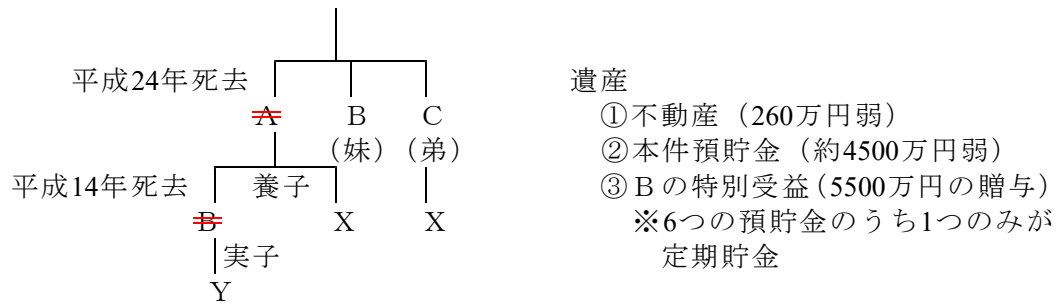 平成24年死去
A B C
(妹) (弟)
平成14年死去 養子
B X X
実子
Y
遺産
①不動産(260万円弱)
②本件預貯金(約4500万円弱)
③Bの特別受益(5500万円の贈与)
※6つの預貯金のうち1つのみが
定期貯金